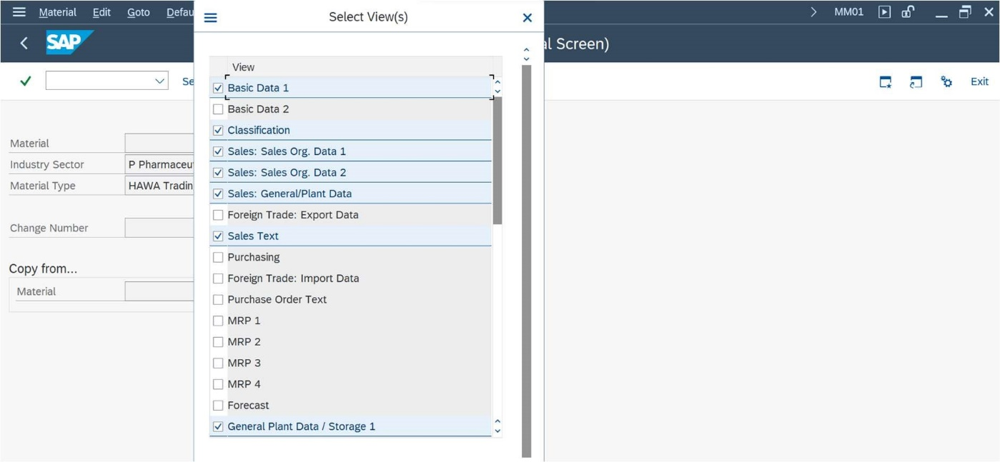 Material Edit Goto Defau
Select View(s)
MM01
SAP
al Screen)
Se
Exit
View
Basic Data 1
Basic Data 2
Classification
Sales: Sales Org. Data 1
Sales: Sales Org. Data 2
Sales: General/Plant Data
Foreign Trade: Export Data
Sales Text
Purchasing
Foreign Trade: Import Data
Purchase Order Text
MRP 1
MRP 2
MRP 3
MRP 4
Forecast
General Plant Data / Storage 1
Material
Industry Sector P Pharmaceu
Material Type HAWA Tradin
Change Number
Copy from...
Material